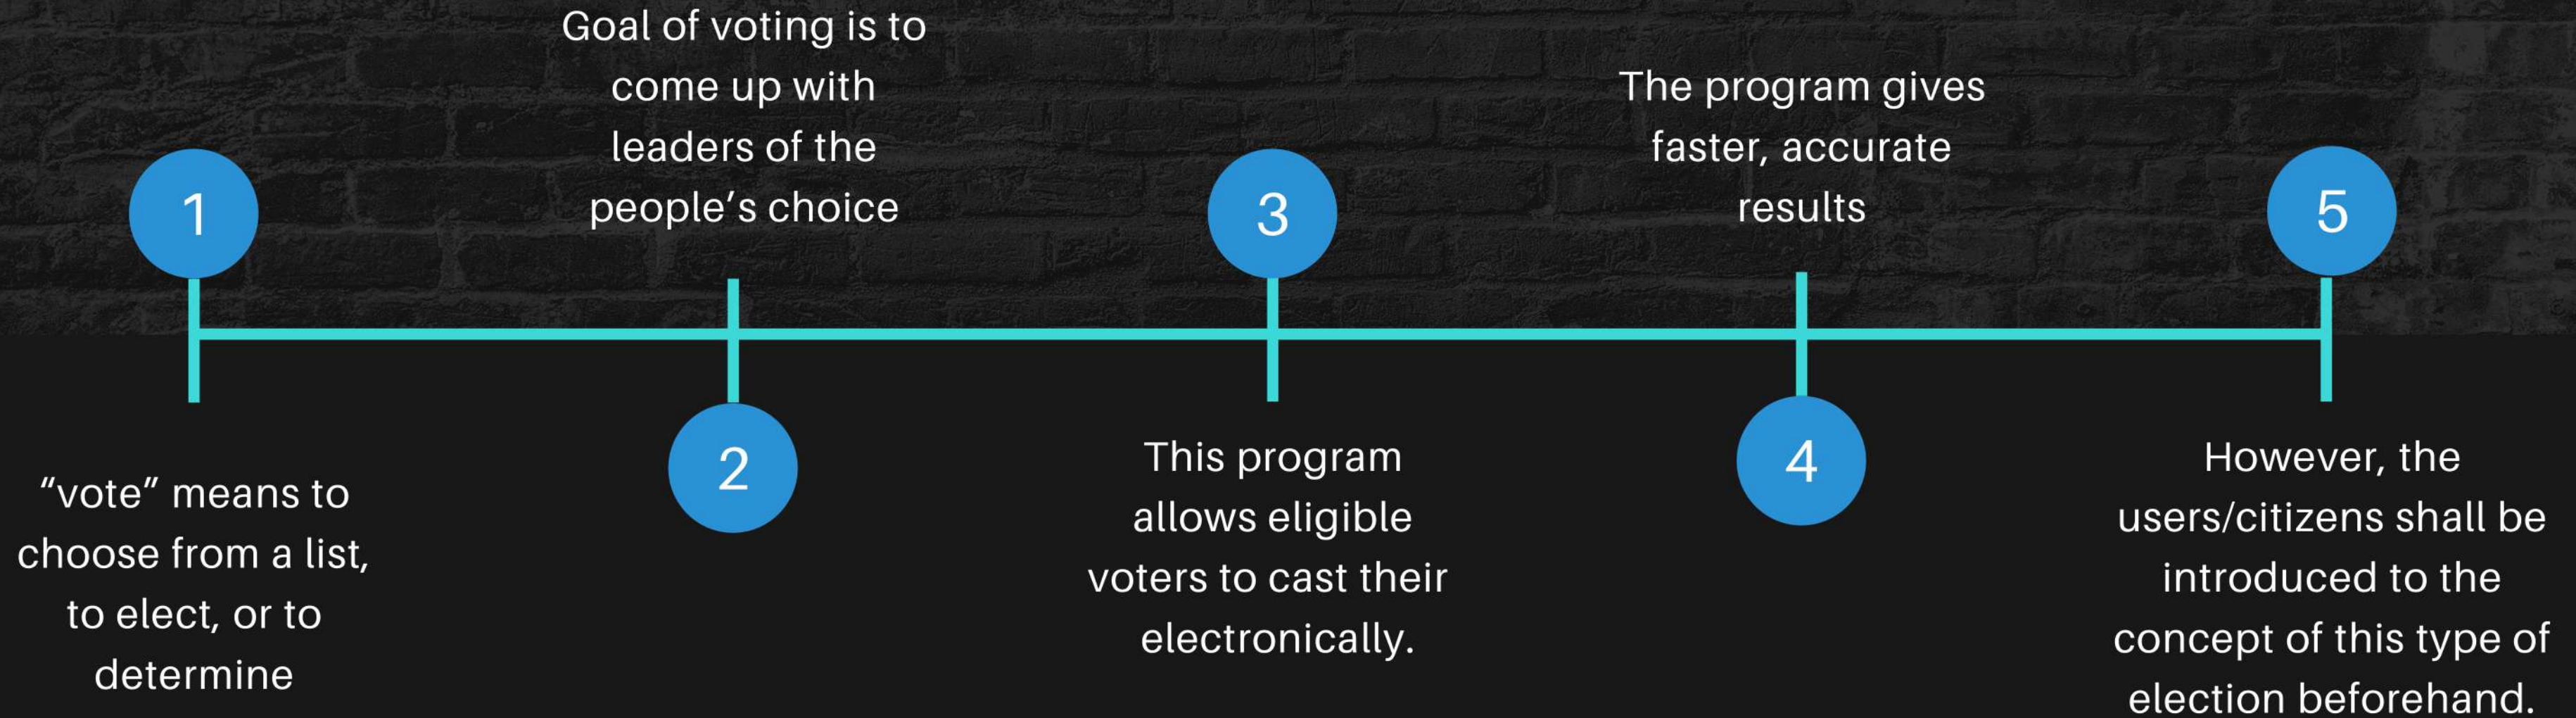 1
"vote" means to
choose from a list,
to elect, or to
determine
Goal of voting is to
come up with
leaders of the
people's choice
2
3
This program
allows eligible
voters to cast their
electronically.
The program gives
faster, accurate
results
4
5
However, the
users/citizens shall be
introduced to the
concept of this type of
election beforehand.